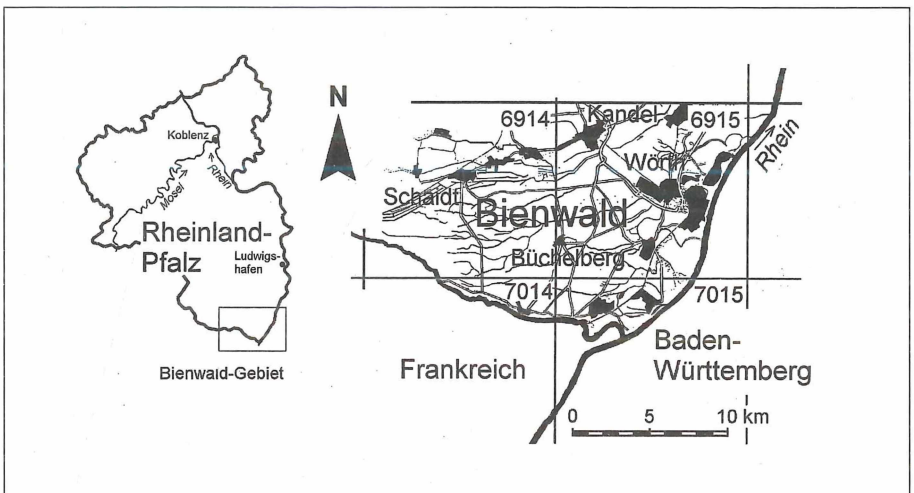 Koblenz
Mosel
Rhein
Rheinland-
Pfalz
Ludwigs-
hafen
Bienwald-Gebiet
N
6914
Kandel
6915
Wörth
Rhein
Schaidt
Bienwald
Büchelberg
7014
7015
Frankreich
Baden-
Württemberg
0 5 10 km